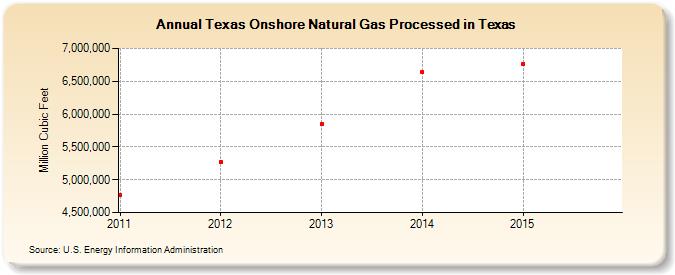 Annual Texas Onshore Natural Gas Processed in Texas
Million Cubic Feet
7,000,000
6,500,000
6,000,000
5,500,000
5,000,000
4,500,000
2011 2012 2013 2014 2015
Source: U.S. Energy Information Administration